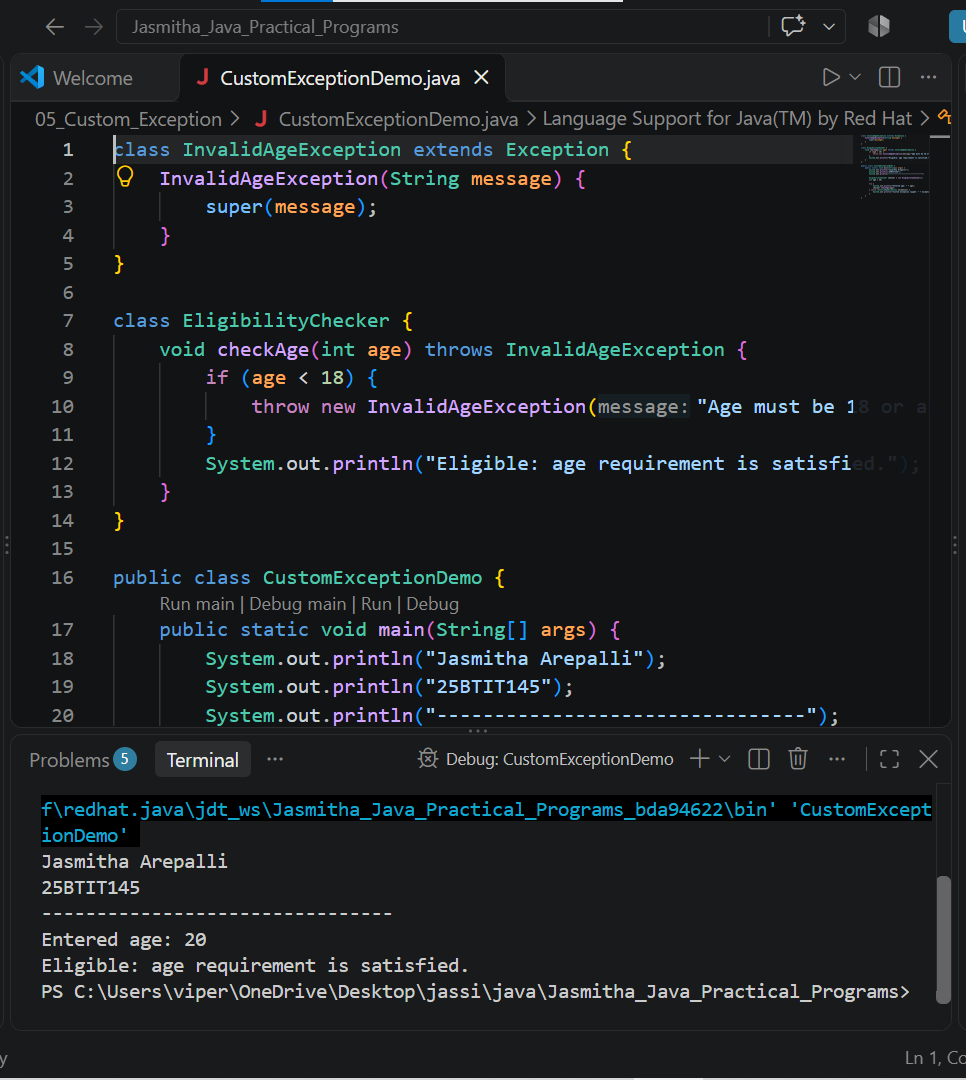 Jasmitha_Java_Practical_Programs
Welcome
J CustomExceptionDemo.java
05_Custom_Exception > J CustomExceptionDemo.java > Language Support for Java(TM) by Red Hat >
1 class InvalidAgeException extends Exception {
2 InvalidAgeException(String message) {
3 super(message);
4 }
5 }
6
7 class EligibilityChecker {
8 void checkAge(int age) throws InvalidAgeException {
9 if (age < 18) {
10 throw new InvalidAgeException(message: "Age must be 18 or a
11 }
12 System.out.println("Eligible: age requirement is satisfied.");
13 }
14 }
15
16 public class CustomExceptionDemo {
Run main | Debug main | Run | Debug
17 public static void main(String[] args) {
18 System.out.println("Jasmitha Arepalli");
19 System.out.println("25BTIT145");
20 System.out.println("--------------------------------");
Problems 5 Terminal ··· Debug: CustomExceptionDemo
f\redhat.java\jdt_ws\Jasmitha_Java_Practical_Programs_bda94622\bin' 'CustomExcept
ionDemo'
Jasmitha Arepalli
25BTIT145
--------------------------------
Entered age: 20
Eligible: age requirement is satisfied.
PS C:\Users\viper\OneDrive\Desktop\jassi\java\Jasmitha_Java_Practical_Programs>
y
Ln 1, Co